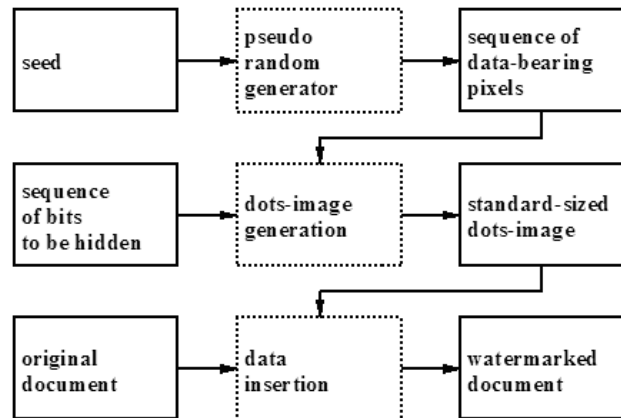 seed
pseudo
random
generator
sequence of
data-bearing
pixels
sequence
of bits
to be hidden
dots-image
generation
standard-sized
dots-image
original
document
data
insertion
watermarked
document